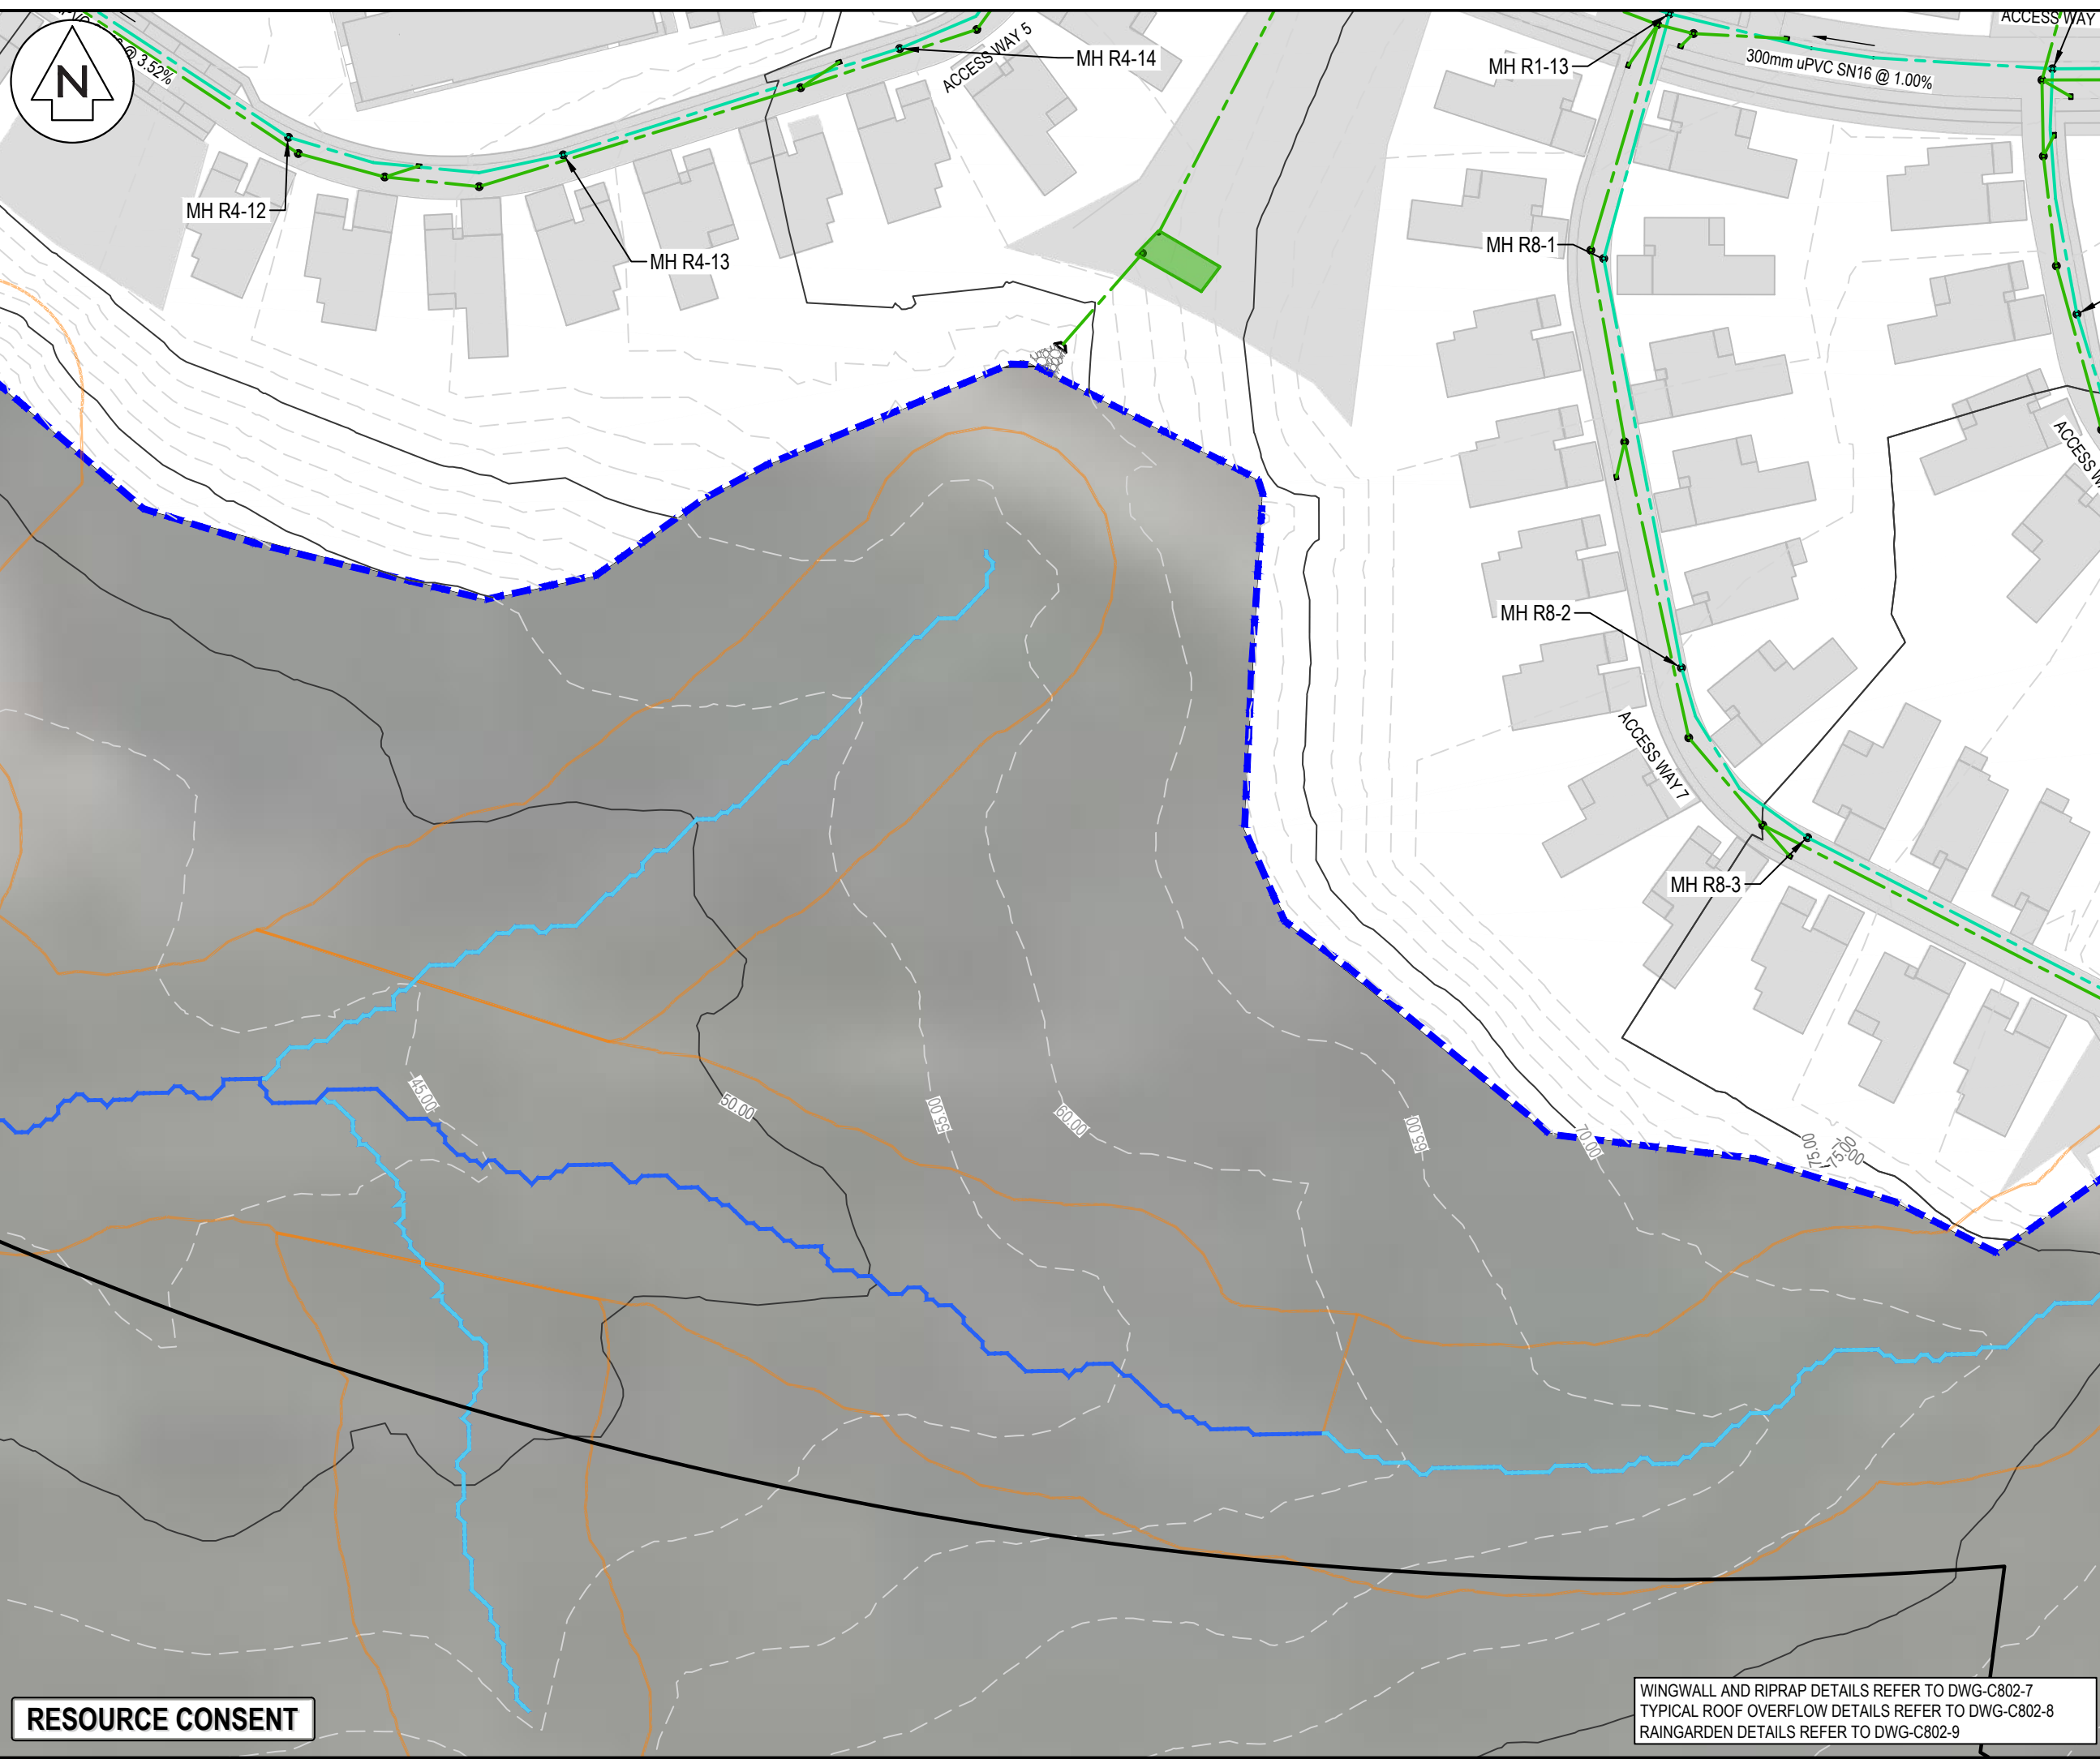 N
@ 3.52%
ACCESS WAY 5
MH R4-14
MH R1-13
300mm uPVC SN16 @ 1.00%
ACCESS WAY
MH R4-12
MH R4-13
MH R8-1
ACCESS WA
MH R8-2
ACCESS WAY 7
MH R8-3
45.00
50.00
55.00
60.00
65.00
70.00
75.00
75.00
RESOURCE CONSENT
WINGWALL AND RIPRAP DETAILS REFER TO DWG-C802-7
TYPICAL ROOF OVERFLOW DETAILS REFER TO DWG-C802-8
RAINGARDEN DETAILS REFER TO DWG-C802-9